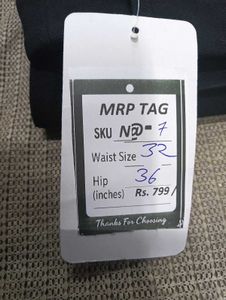 MRP TAG
SKU N@-7
Waist Size 32
Hip 36
(inches) Rs. 799/
Thanks For Choosing